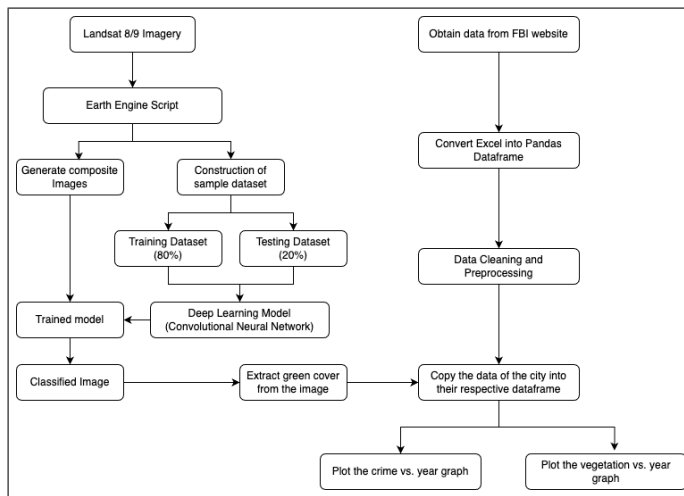 Landsat 8/9 Imagery
Obtain data from FBI website
Earth Engine Script
Convert Excel into Pandas
Dataframe
Generate composite
Images
Construction of
sample dataset
Training Dataset
(80%)
Testing Dataset
(20%)
Data Cleaning and
Preprocessing
Trained model
Deep Learning Model
(Convolutional Neural Network)
Classified Image
Extract green cover
from the image
Copy the data of the city into
their respective dataframe
Plot the crime vs. year graph
Plot the vegetation vs. year
graph